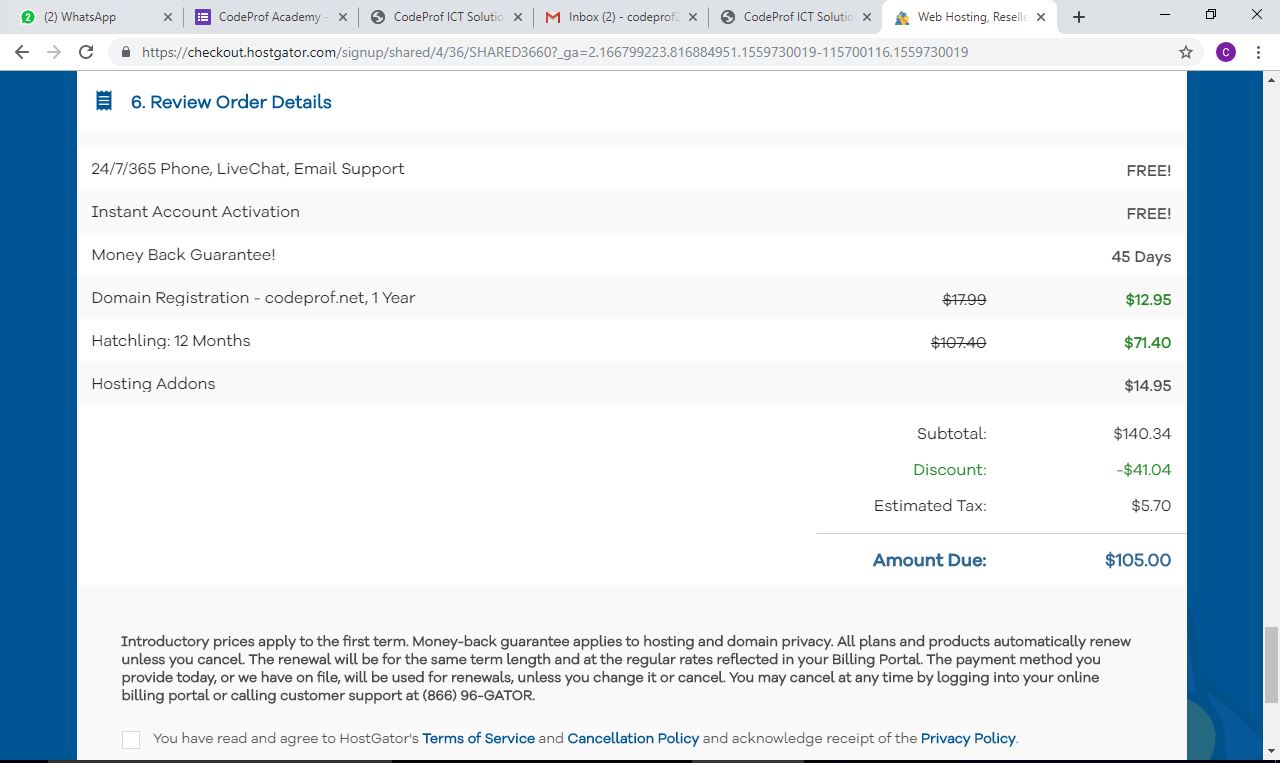 (2) WhatsApp
CodeProf Academy -
CodeProf ICT Solutio
Inbox (2) - codeprof2
CodeProf ICT Solutic
Web Hosting, Reselle
https://checkout.hostgator.com/signup/shared/4/36/SHARED3660?_ga=2.166799223.816884951.1559730019-115700116.1559730019
C
6. Review Order Details
24/7/365 Phone, LiveChat, Email Support FREE!
Instant Account Activation FREE!
Money Back Guarantee! 45 Days
Domain Registration - codeprof.net, 1 Year $17.99 $12.95
Hatchling: 12 Months $107.40 $71.40
Hosting Addons $14.95
Subtotal: $140.34
Discount: -$41.04
Estimated Tax: $5.70
Amount Due: $105.00
Introductory prices apply to the first term. Money-back guarantee applies to hosting and domain privacy. All plans and products automatically renew
unless you cancel. The renewal will be for the same term length and at the regular rates reflected in your Billing Portal. The payment method you
provide today, or we have on file, will be used for renewals, unless you change it or cancel. You may cancel at any time by logging into your online
billing portal or calling customer support at (866) 96-GATOR.
You have read and agree to HostGator's Terms of Service and Cancellation Policy and acknowledge receipt of the Privacy Policy.